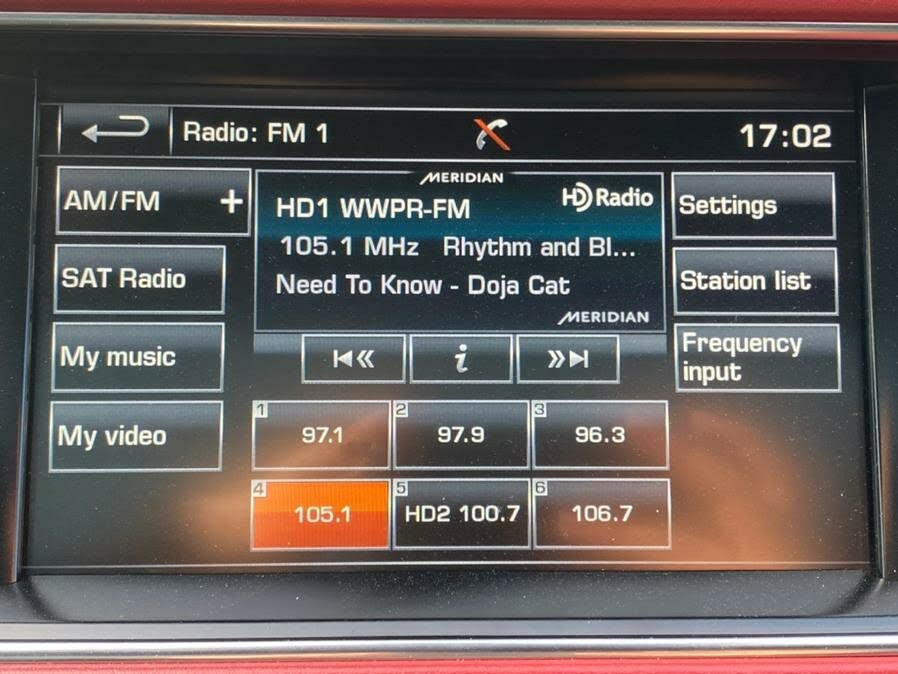 Radio: FM 1
17:02
AM/FM +
SAT Radio
My music
My video
MERIDIAN
HD Radio
HD1 WWPR-FM
105.1 MHz Rhythm and Bl...
Need To Know - Doja Cat
MERIDIAN
i
Settings
Station list
Frequency
input
1
97.1
2
97.9
3
96.3
4
105.1
5
HD2 100.7
6
106.7